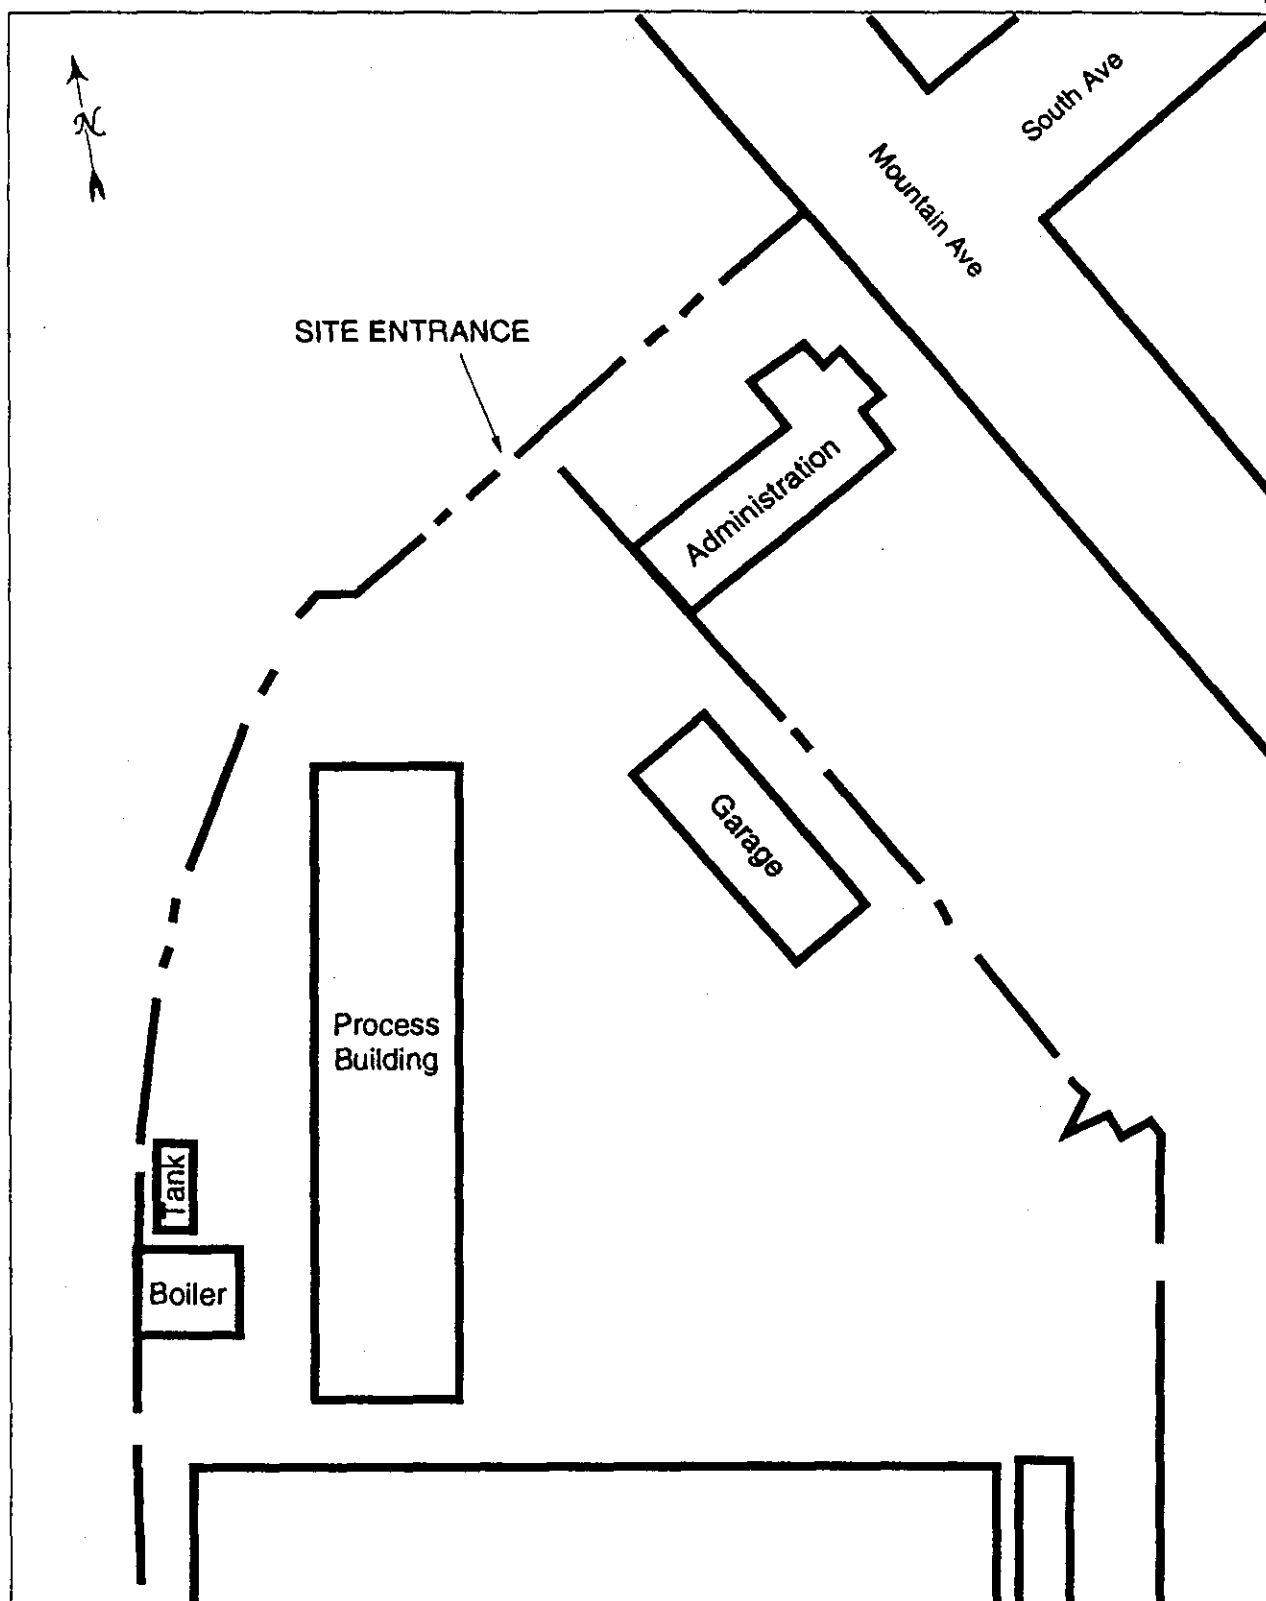 N
South Ave
Mountain Ave
SITE ENTRANCE
Administration
Garage
Process
Building
Tank
Boiler